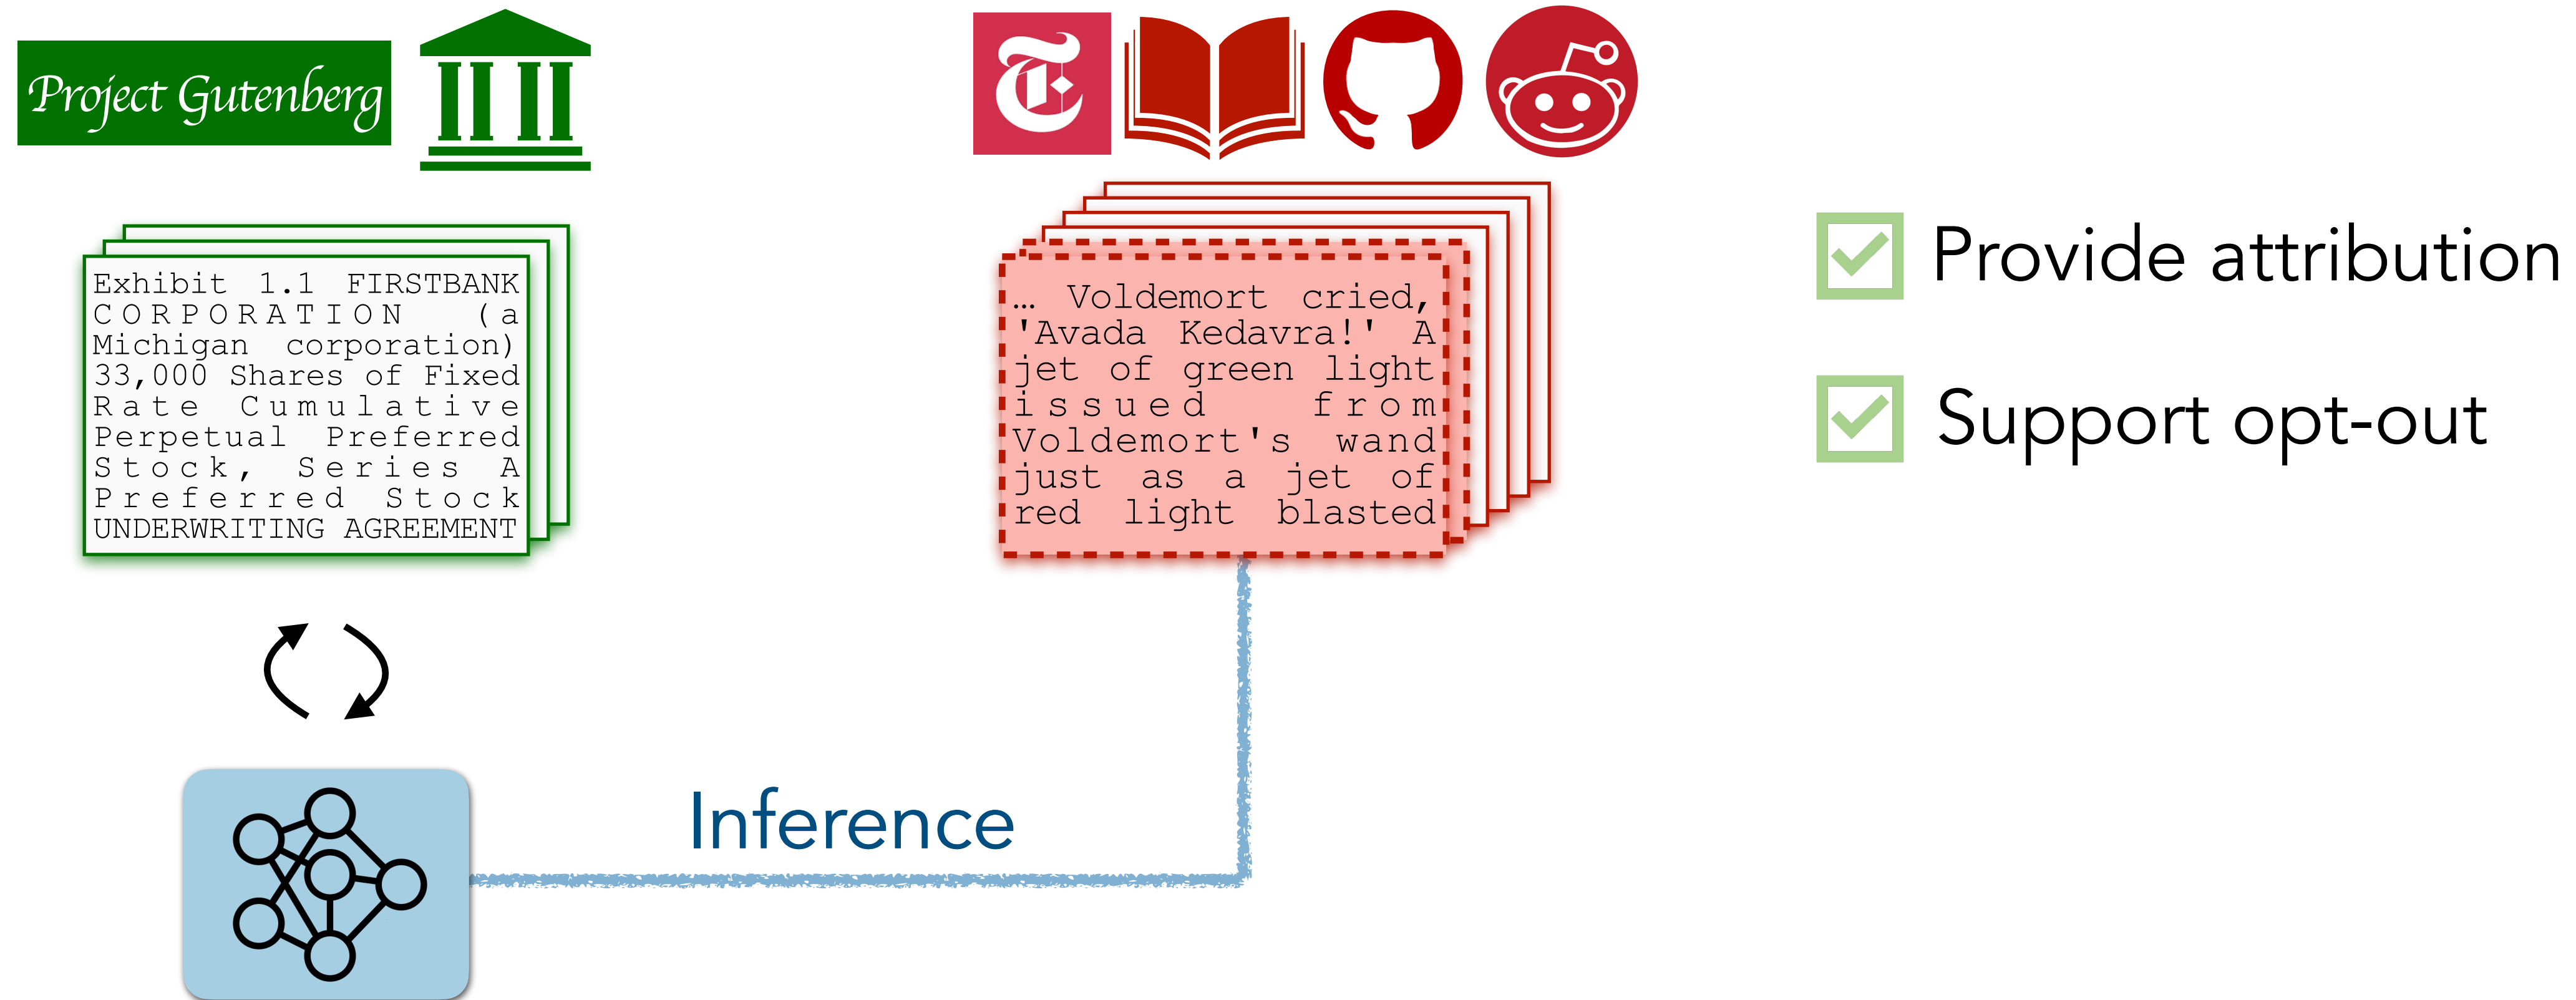 Project Gutenberg
Exhibit 1.1 FIRSTBANK
CORPORATION (a
Michigan corporation)
33,000 Shares of Fixed
Rate Cumulative
Perpetual Preferred
Stock, Series A
Preferred Stock
UNDERWRITING AGREEMENT
T
… Voldemort cried,
'Avada Kedavra!' A
jet of green light
issued from
Voldemort's wand
just as a jet of
red light blasted
Provide attribution
Support opt-out
Inference